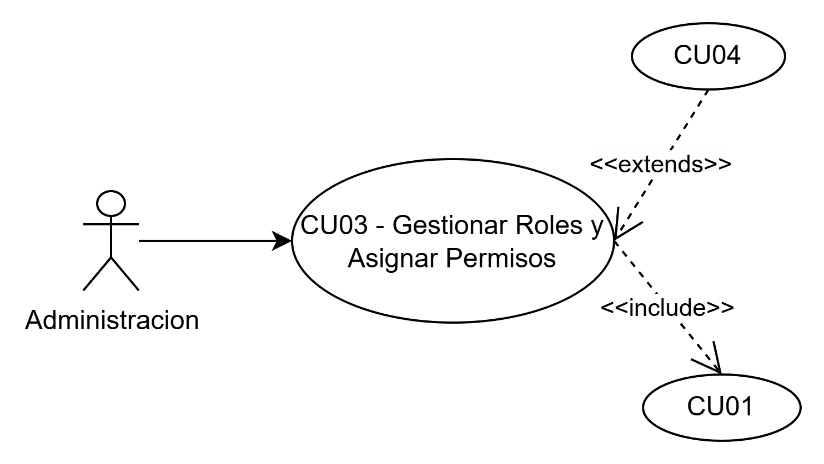 CU04
<<extends>>
CU03 - Gestionar Roles y
Asignar Permisos
<<include>>
Administracion
CU01